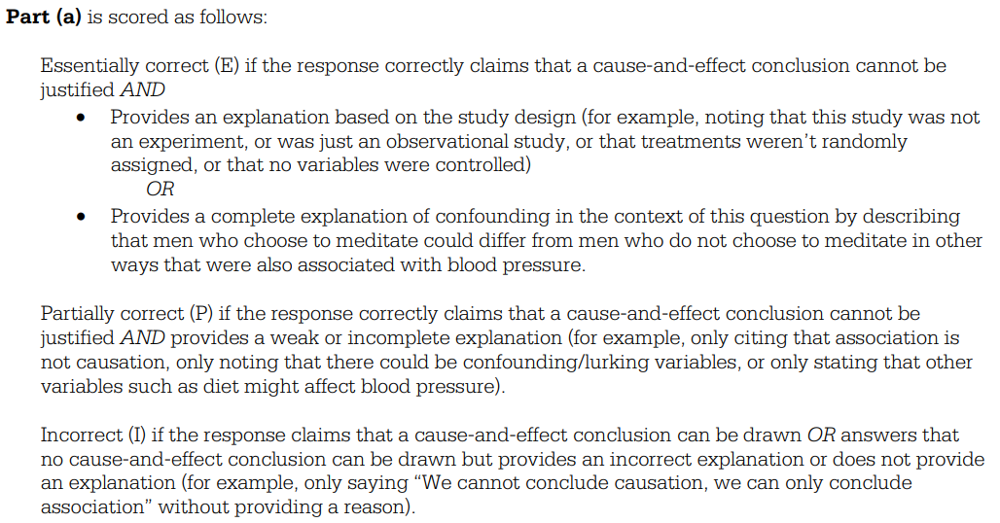 Part (a) is scored as follows:
Essentially correct (E) if the response correctly claims that a cause-and-effect conclusion cannot be
justified AND
● Provides an explanation based on the study design (for example, noting that this study was not
an experiment, or was just an observational study, or that treatments weren’t randomly
assigned, or that no variables were controlled)
OR
● Provides a complete explanation of confounding in the context of this question by describing
that men who choose to meditate could differ from men who do not choose to meditate in other
ways that were also associated with blood pressure.
Partially correct (P) if the response correctly claims that a cause-and-effect conclusion cannot be
justified AND provides a weak or incomplete explanation (for example, only citing that association is
not causation, only noting that there could be confounding/lurking variables, or only stating that other
variables such as diet might affect blood pressure).
Incorrect (I) if the response claims that a cause-and-effect conclusion can be drawn OR answers that
no cause-and-effect conclusion can be drawn but provides an incorrect explanation or does not provide
an explanation (for example, only saying “We cannot conclude causation, we can only conclude
association” without providing a reason).